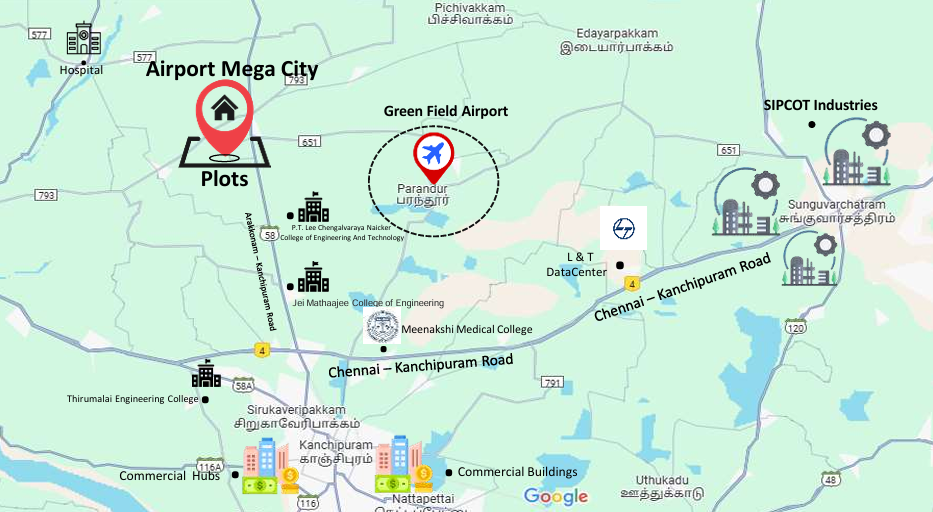 Pichivakkam
பிச்சிவாக்கம்
Edayarpakkam
இடையார்பாக்கம்
577
577
Hospital
Airport Mega City
793
Plots
Green Field Airport
651
Parandur
பரந்தூர்
SIPCOT Industries
651
Sunguvarchatram
சுங்குவார்சத்திரம்
793
58
Arakkonam – Kanchipuram Road
P.T. Lee Chengalvaraya Naicker
College of Engineering And Technology
Jei Mathaajee College of Engineering
L & T
DataCenter
4
Chennai – Kanchipuram Road
120
Meenakshi Medical College
4
Chennai – Kanchipuram Road
791
58A
Thirumalai Engineering College
Sirukaveripakkam
சிறுகாவேரிபாக்கம்
Kanchipuram
காஞ்சிபுரம்
116A
Commercial Hubs
Commercial Buildings
116
Nattapettai
Google
Uthukadu
ஊத்துக்காடு
48